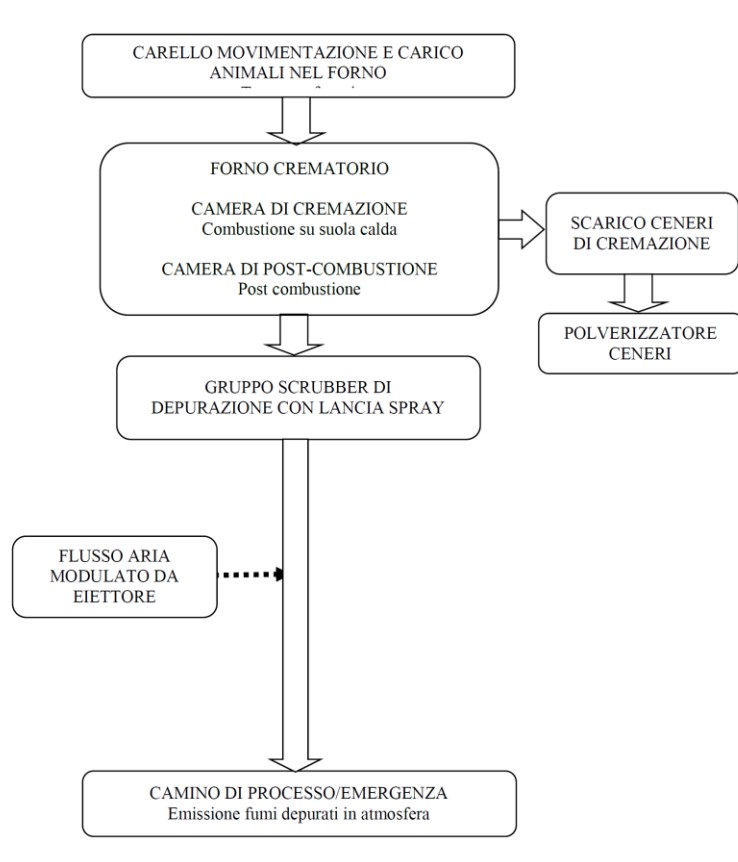 CARELLO MOVIMENTAZIONE E CARICO
ANIMALI NEL FORNO
FORNO CREMATORIO
CAMERA DI CREMAZIONE
Combustione su suola calda
CAMERA DI POST-COMBUSTIONE
Post combustione
SCARICO CENERI
DI CREMAZIONE
POLVERIZZATORE
CENERI
GRUPPO SCRUBBER DI
DEPURAZIONE CON LANCIA SPRAY
FLUSSO ARIA
MODULATO DA
EIETTORE
CAMINO DI PROCESSO/EMERGENZA
Emissione fumi depurati in atmosfera